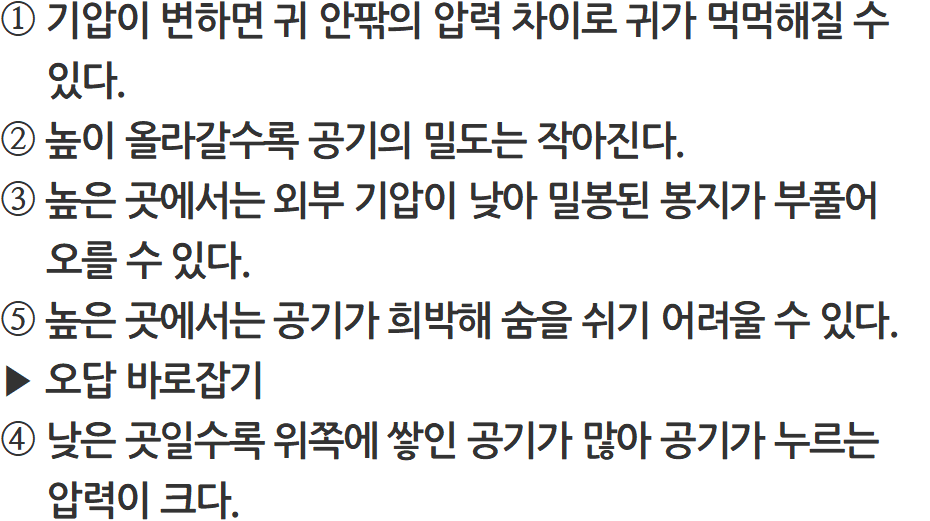 ① 기압이 변하면 귀 안팎의 압력 차이로 귀가 먹먹해질 수
있다.
② 높이 올라갈수록 공기의 밀도는 작아진다.
③ 높은 곳에서는 외부 기압이 낮아 밀봉된 봉지가 부풀어
오를 수 있다.
⑤ 높은 곳에서는 공기가 희박해 숨을 쉬기 어려울 수 있다.
▶ 오답 바로잡기
④ 낮은 곳일수록 위쪽에 쌓인 공기가 많아 공기가 누르는
압력이 크다.